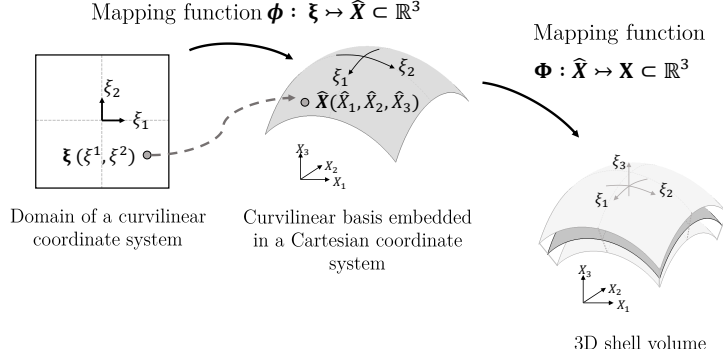 Mapping function ϕ : ξ ↣ X̂ ⊂ ℝ³
Mapping function
Φ : X̂ ↣ X ⊂ ℝ³
ξ₂
ξ₁
ξ (ξ¹, ξ²)
ξ₁
ξ₂
X̂(X̂₁, X̂₂, X̂₃)
X₃
X₂
X₁
ξ₃
ξ₁
ξ₂
X₃
X₂
X₁
Domain of a curvilinear
coordinate system
Curvilinear basis embedded
in a Cartesian coordinate
system
3D shell volume